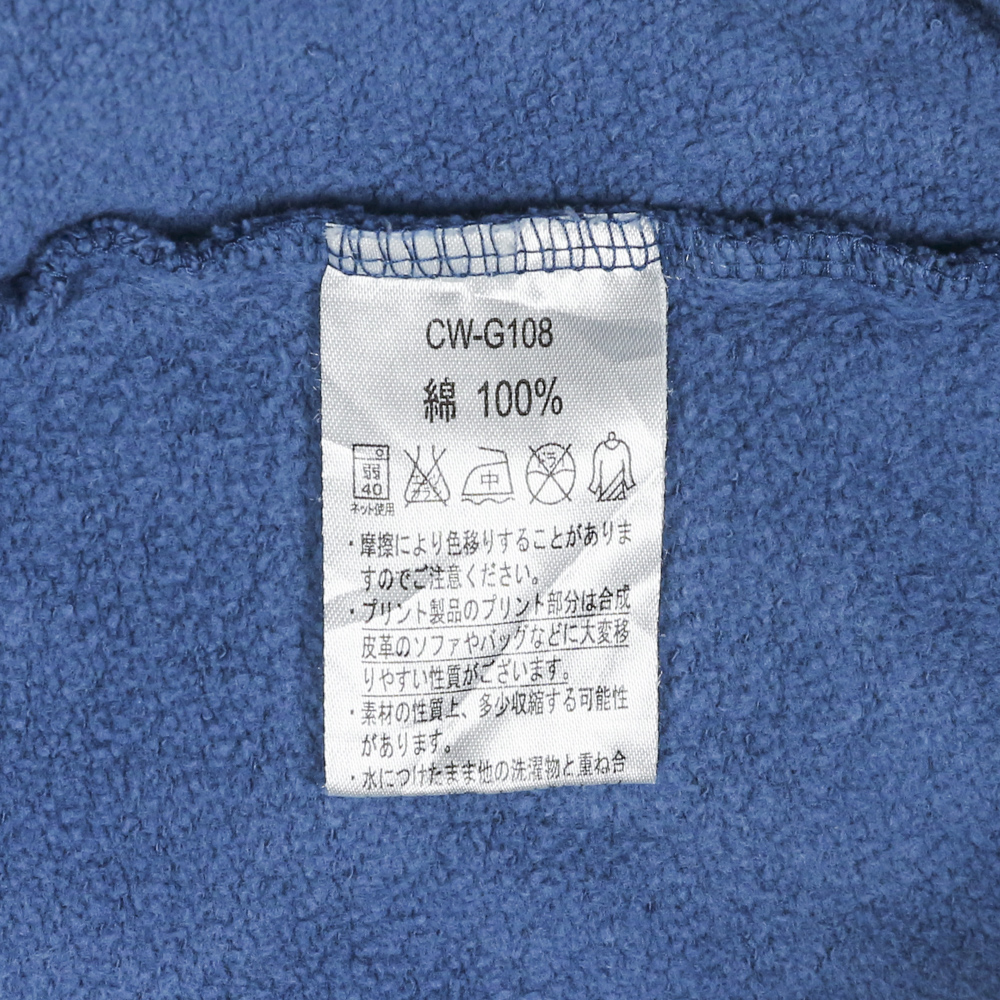 CW-G108
綿 100%
弱
40
中
ドラ
ネット使用
・摩擦により色移りすることがありま
すのでご注意ください。
・プリント製品のプリント部分は合成
皮革のソファやバッグなどに大変移
りやすい性質がございます。
・素材の性質上、多少収縮する可能性
があります。
・水につけたまま他の洗濯物と重ね合